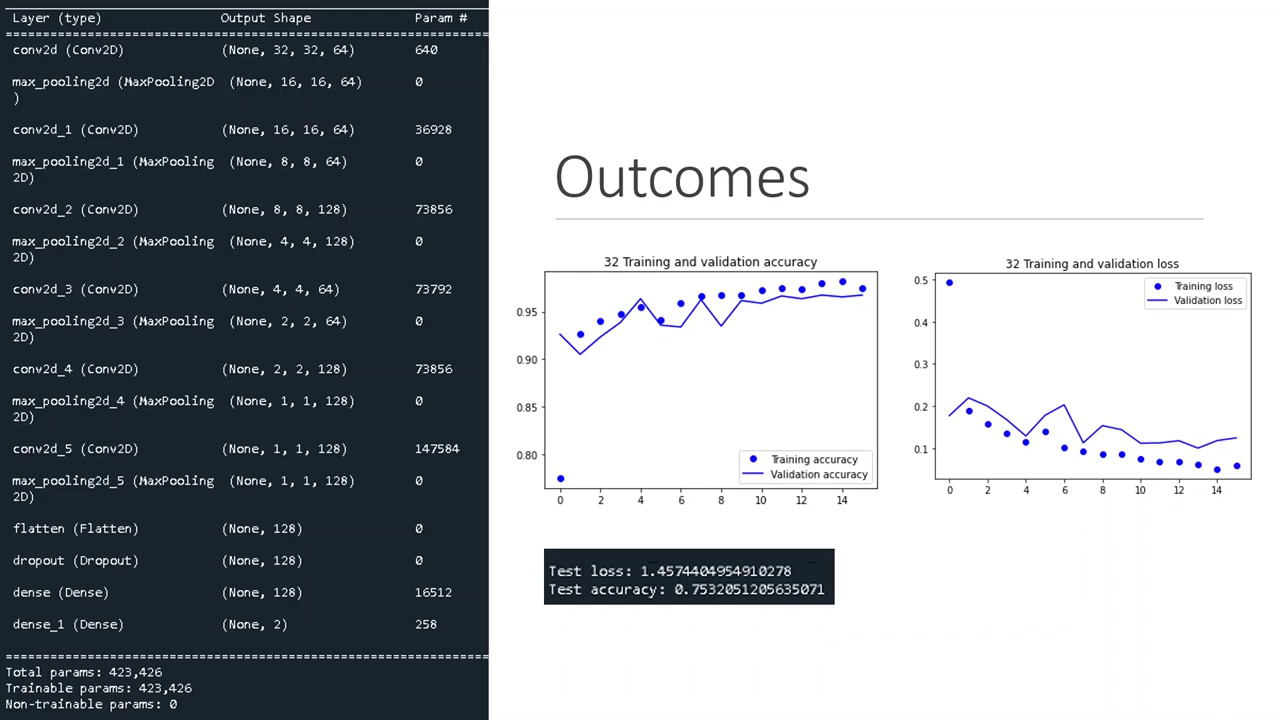 Layer (type) Output Shape Param #
================================================================
conv2d (Conv2D) (None, 32, 32, 64) 640
max_pooling2d (MaxPooling2D (None, 16, 16, 64) 0
)
conv2d_1 (Conv2D) (None, 16, 16, 64) 36928
max_pooling2d_1 (MaxPooling (None, 8, 8, 64) 0
2D)
conv2d_2 (Conv2D) (None, 8, 8, 128) 73856
max_pooling2d_2 (MaxPooling (None, 4, 4, 128) 0
2D)
conv2d_3 (Conv2D) (None, 4, 4, 64) 73792
max_pooling2d_3 (MaxPooling (None, 2, 2, 64) 0
2D)
conv2d_4 (Conv2D) (None, 2, 2, 128) 73856
max_pooling2d_4 (MaxPooling (None, 1, 1, 128) 0
2D)
conv2d_5 (Conv2D) (None, 1, 1, 128) 147584
max_pooling2d_5 (MaxPooling (None, 1, 1, 128) 0
2D)
flatten (Flatten) (None, 128) 0
dropout (Dropout) (None, 128) 0
dense (Dense) (None, 128) 16512
dense_1 (Dense) (None, 2) 258
================================================================
Total params: 423,426
Trainable params: 423,426
Non-trainable params: 0
Outcomes
32 Training and validation accuracy
0.95
0.90
0.85
0.80
Training accuracy
Validation accuracy
0 2 4 6 8 10 12 14
32 Training and validation loss
0.5
0.4
0.3
0.2
0.1
Training loss
Validation loss
0 2 4 6 8 10 12 14
Test loss: 1.4574404954910278
Test accuracy: 0.7532051205635071